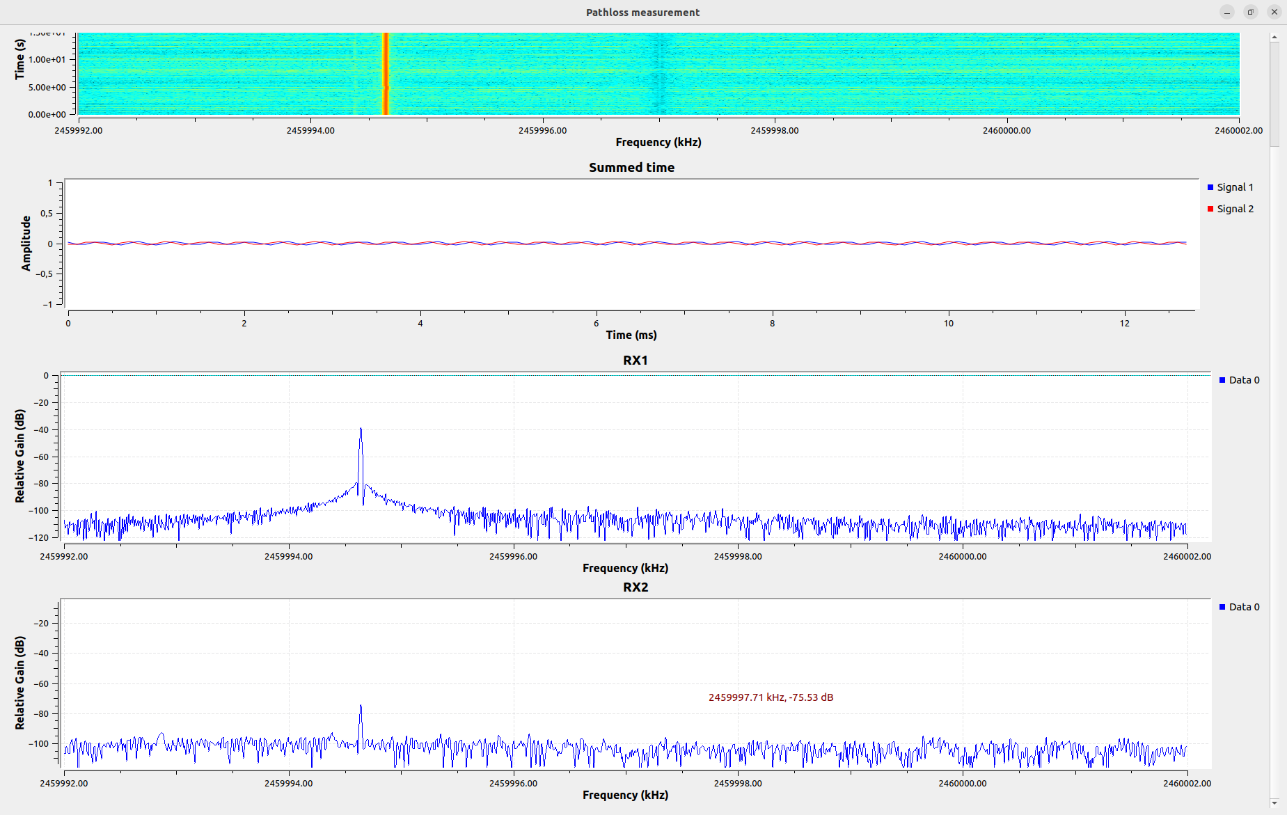 Pathloss measurement
Time (s)
1.50e+01
1.00e+01
5.00e+00
0.00e+00
2459992.00 2459994.00 2459996.00 2459998.00 2460000.00 2460002.00
Frequency (kHz)
Summed time
Amplitude
1
0,5
0
−0,5
−1
Signal 1
Signal 2
0 2 4 6 8 10 12
Time (ms)
RX1
Relative Gain (dB)
0
−20
−40
−60
−80
−100
−120
Data 0
2459992.00 2459994.00 2459996.00 2459998.00 2460000.00 2460002.00
Frequency (kHz)
RX2
Relative Gain (dB)
−20
−40
−60
−80
−100
Data 0
2459997.71 kHz, -75.53 dB
2459992.00 2459994.00 2459996.00 2459998.00 2460000.00 2460002.00
Frequency (kHz)